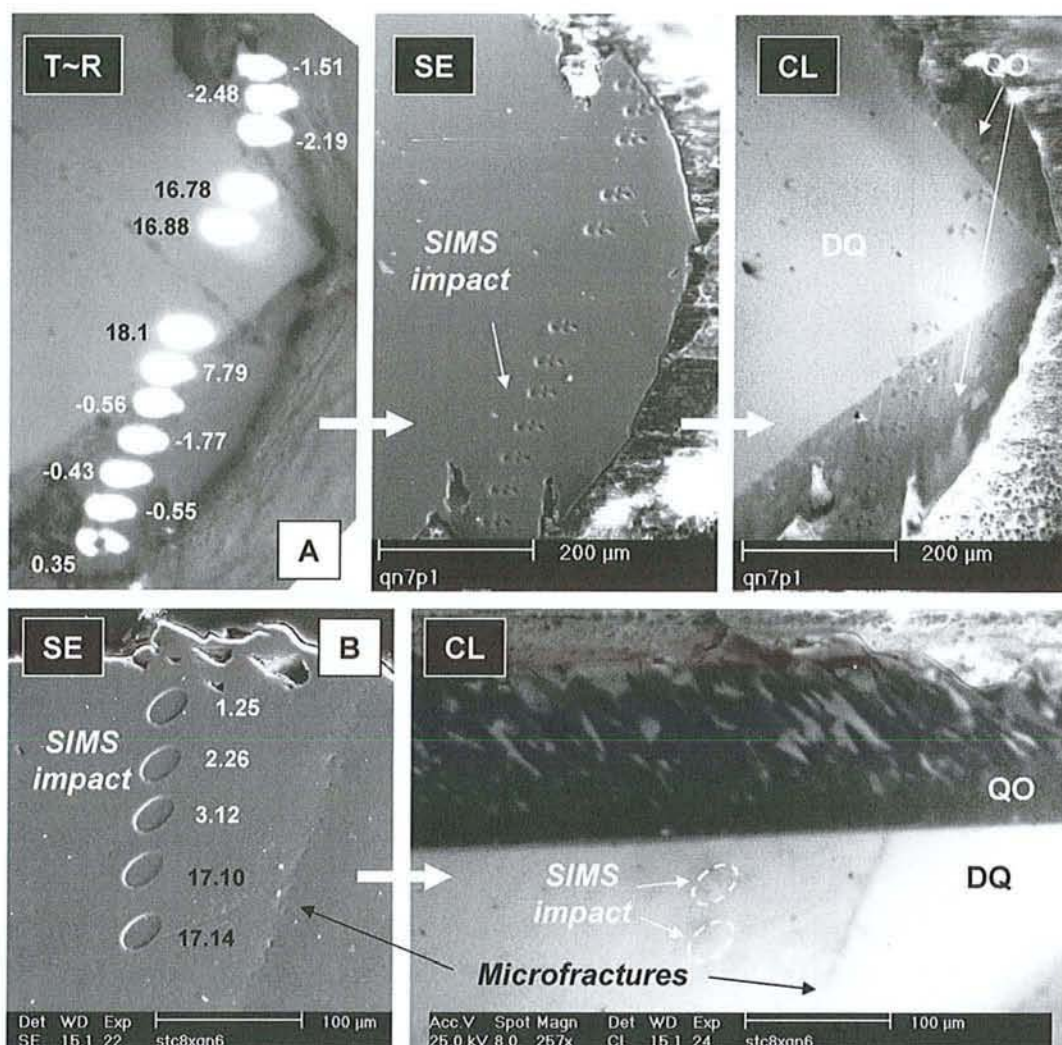 T~R
-1.51
-2.48
-2.19
16.78
16.88
18.1
7.79
-0.56
-1.77
-0.43
-0.55
0.35
A
SE
SIMS
impact
200 µm
qn7p1
CL
QO
DQ
200 µm
qn7p1
SE
B
SIMS
impact
1.25
2.26
3.12
17.10
17.14
Det WD Exp
SE 15.1 22
100 µm
stc8xqn6
CL
QO
DQ
SIMS
impact
Microfractures
Acc.V Spot Magn Det WD Exp
25.0 kV 8.0 257x CL 15.1 24
100 µm
stc8xqn6